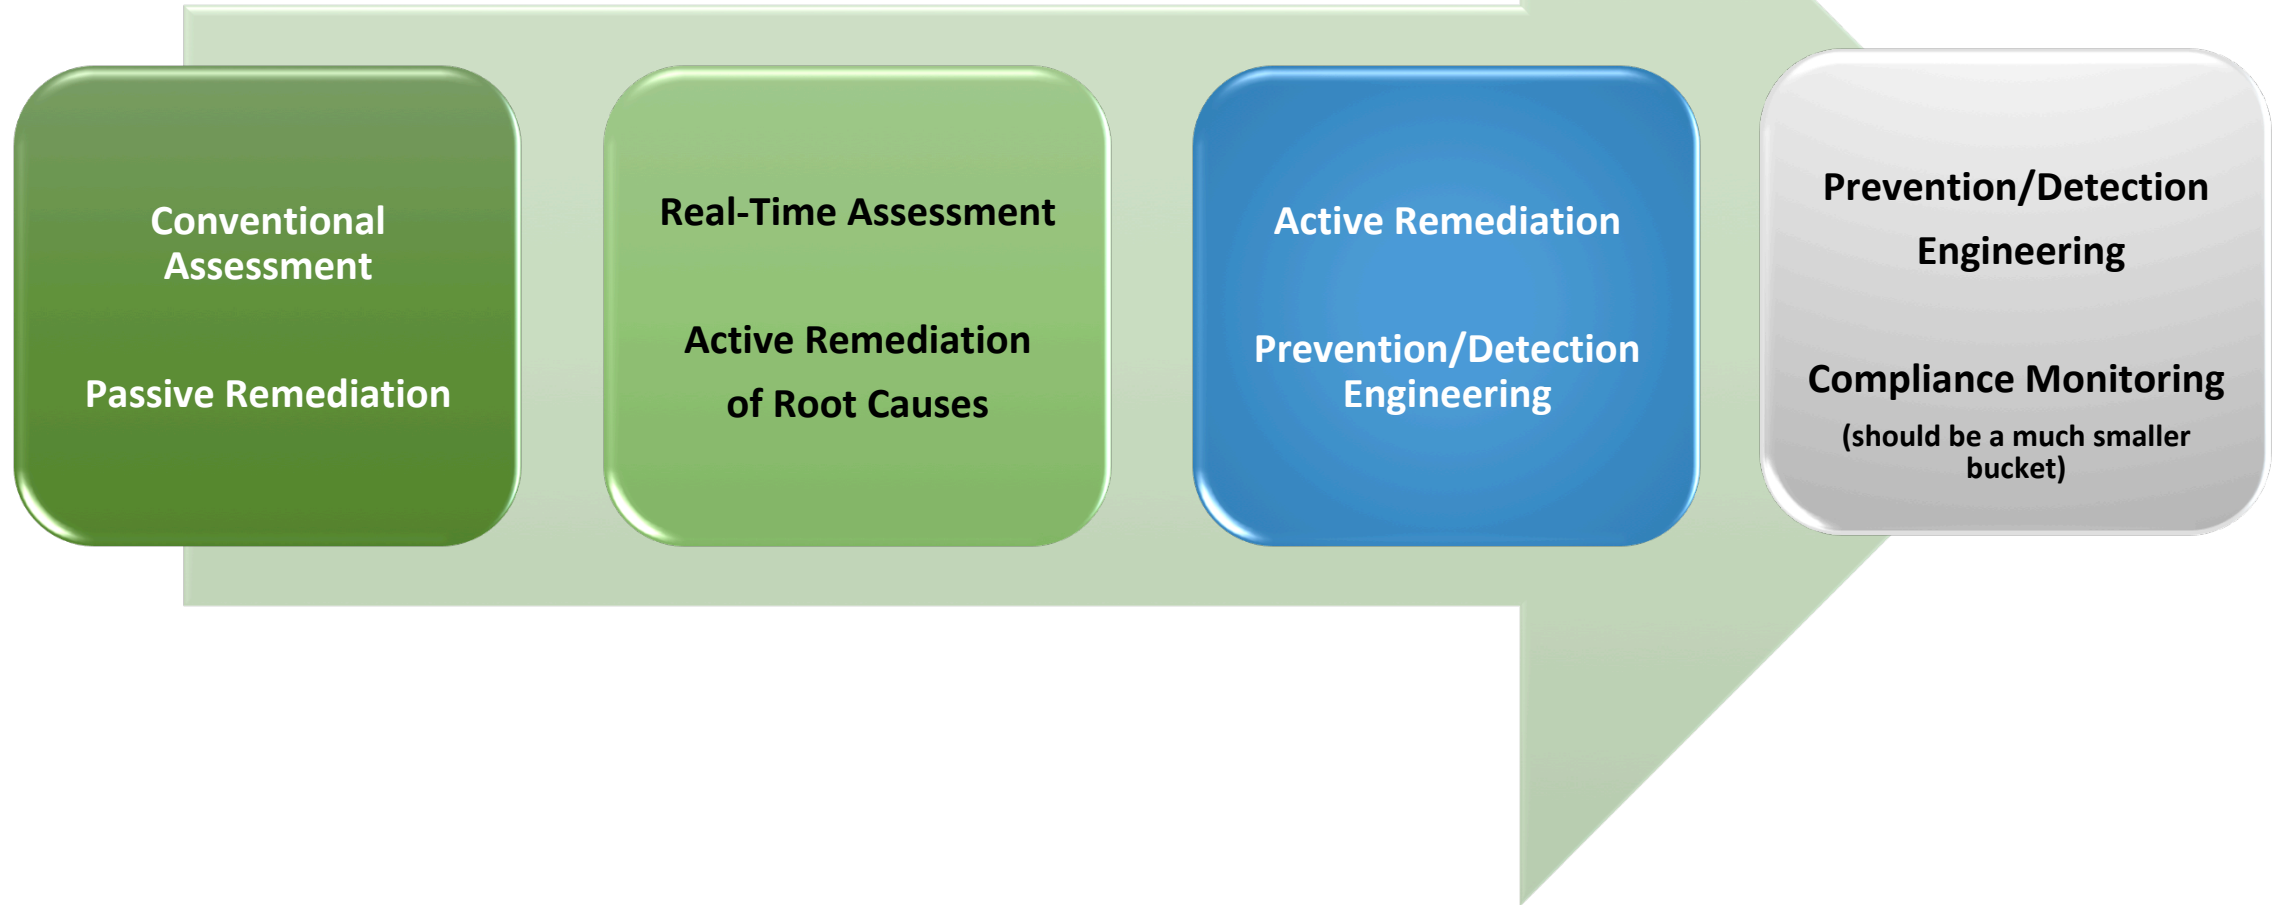 Conventional
Assessment
Passive Remediation
Real-Time Assessment
Active Remediation
of Root Causes
Active Remediation
Prevention/Detection
Engineering
Prevention/Detection
Engineering
Compliance Monitoring
(should be a much smaller
bucket)